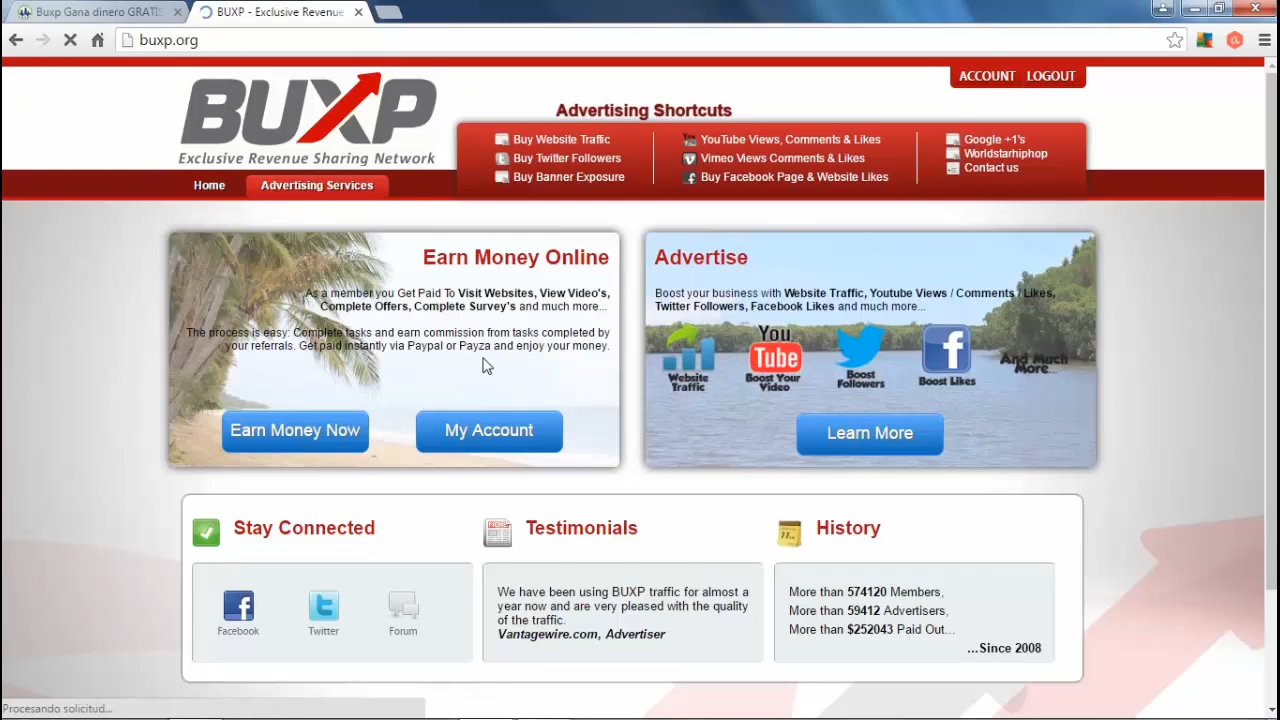 Buxp Gana dinero GRATIS
BUXP - Exclusive Revenue
buxp.org
ACCOUNT LOGOUT
BUXP
Exclusive Revenue Sharing Network
Advertising Shortcuts
Buy Website Traffic
Buy Twitter Followers
Buy Banner Exposure
YouTube Views, Comments & Likes
Vimeo Views Comments & Likes
Buy Facebook Page & Website Likes
Google +1's
Worldstarhiphop
Contact us
Home
Advertising Services
Earn Money Online
As a member you Get Paid To Visit Websites, View Video's,
Complete Offers, Complete Survey's and much more...
The process is easy: Complete tasks and earn commission from tasks completed by
your referrals. Get paid instantly via Paypal or Payza and enjoy your money.
Earn Money Now
My Account
Advertise
Boost your business with Website Traffic, Youtube Views / Comments / Likes,
Twitter Followers, Facebook Likes and much more...
Website
Traffic
You
Tube
Boost Your
Video
Boost
Followers
Boost Likes
And Much
More...
Learn More
Stay Connected
Facebook
Twitter
Forum
Testimonials
We have been using BUXP traffic for almost a
year now and are very pleased with the quality
of the traffic.
Vantagewire.com, Advertiser
History
More than 574120 Members,
More than 59412 Advertisers,
More than $252043 Paid Out...
...Since 2008
Procesando solicitud...